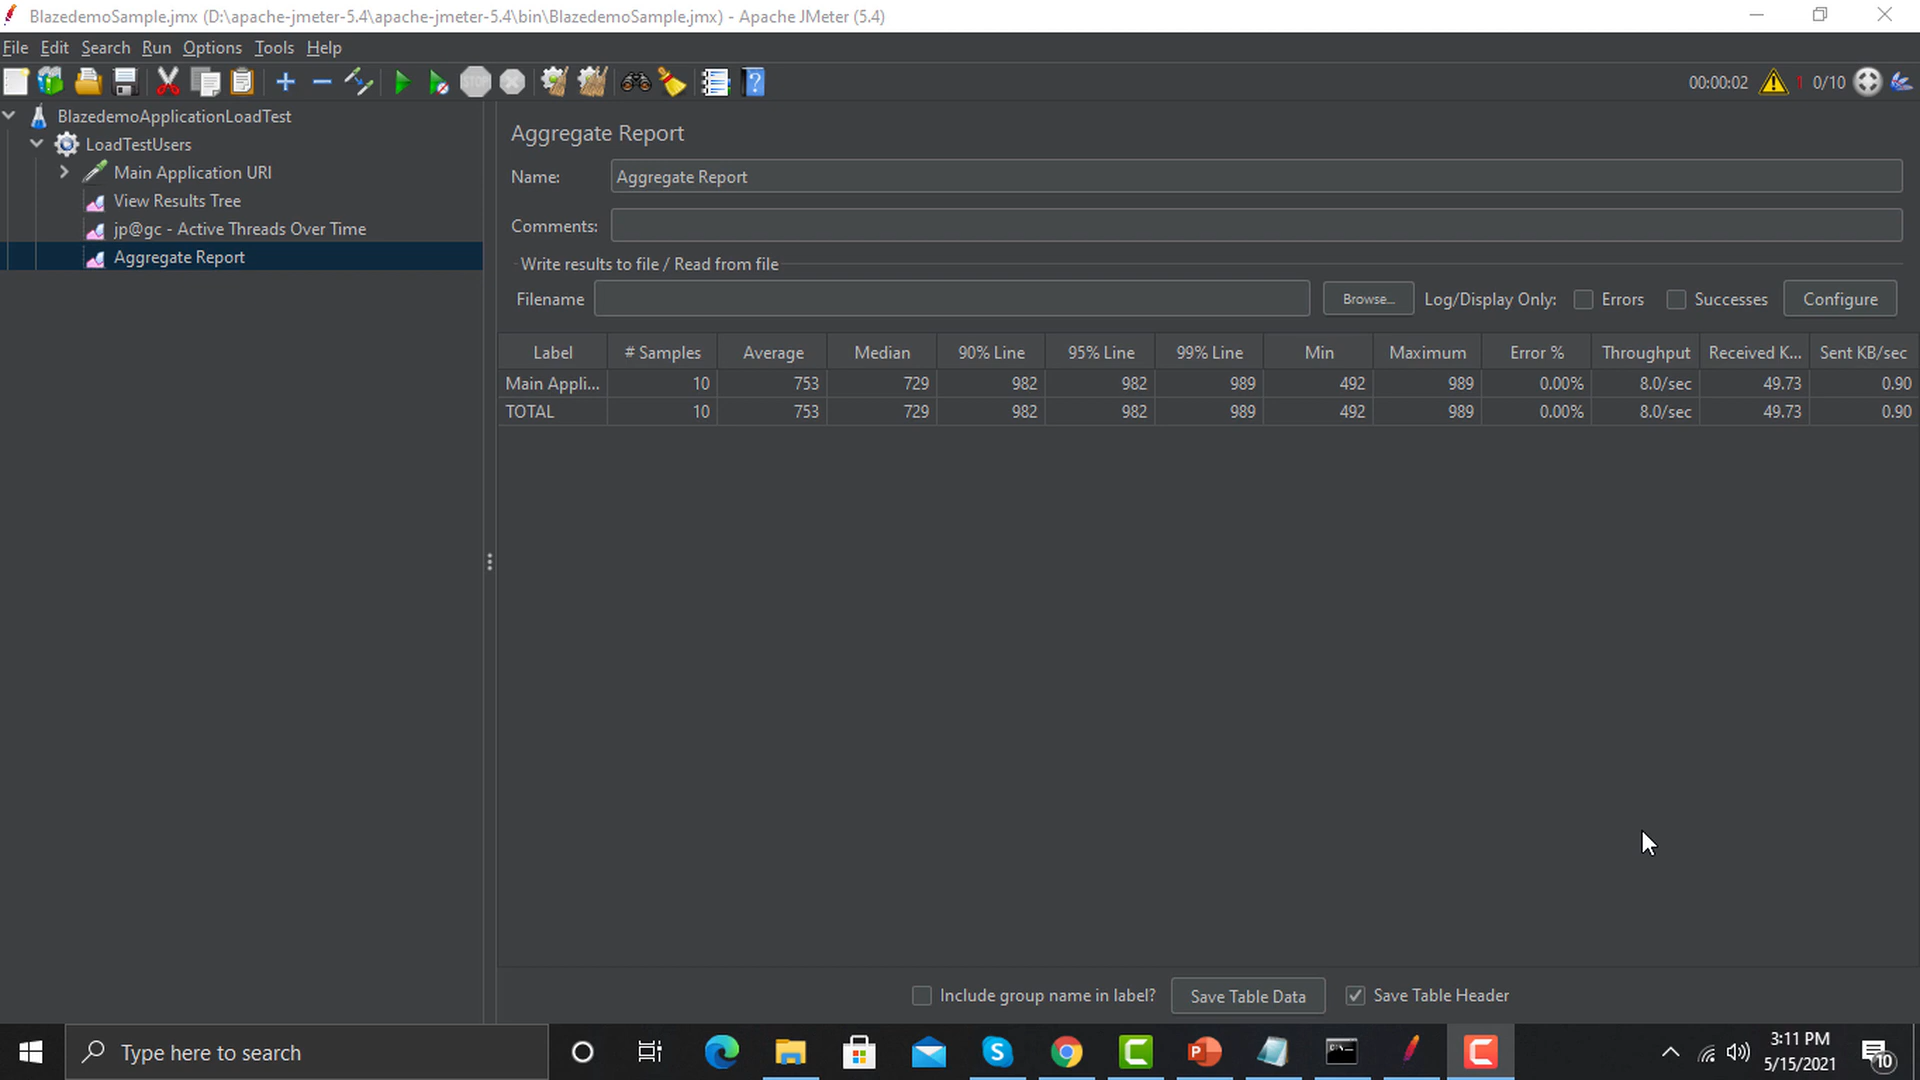 BlazedemoSample.jmx (D:\apache-jmeter-5.4\apache-jmeter-5.4\bin\BlazedemoSample.jmx) - Apache JMeter (5.4)
File Edit Search Run Options Tools Help
STOP 00:00:02 1 0/10
BlazedemoApplicationLoadTest
LoadTestUsers
Main Application URI
View Results Tree
jp@gc - Active Threads Over Time
Aggregate Report
Aggregate Report
Name: Aggregate Report
Comments:
Write results to file / Read from file
Filename Browse... Log/Display Only: Errors Successes Configure
Label # Samples Average Median 90% Line 95% Line 99% Line Min Maximum Error % Throughput Received K... Sent KB/sec
Main Appli... 10 753 729 982 982 989 492 989 0.00% 8.0/sec 49.73 0.90
TOTAL 10 753 729 982 982 989 492 989 0.00% 8.0/sec 49.73 0.90
Include group name in label? Save Table Data Save Table Header
Type here to search
3:11 PM
5/15/2021
10